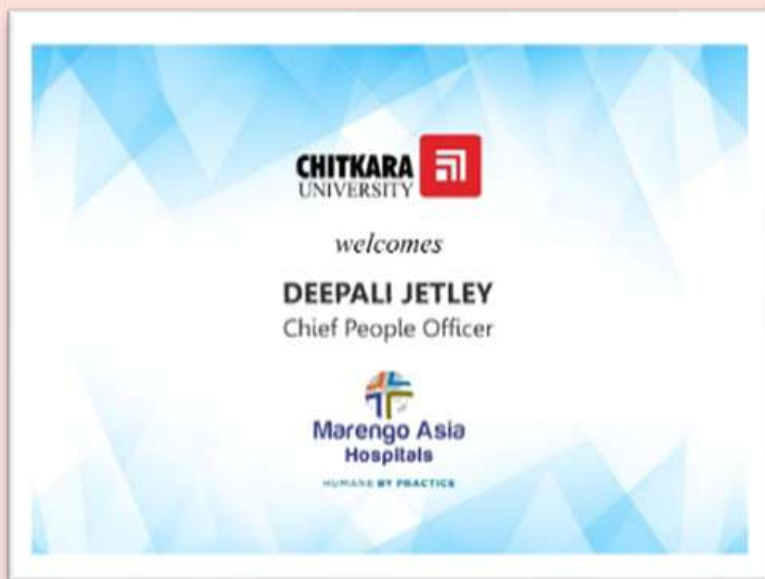 CHITKARA
UNIVERSITY
welcomes
DEEPALI JETLEY
Chief People Officer
Marengo Asia
Hospitals
HUMANE BY PRACTICE